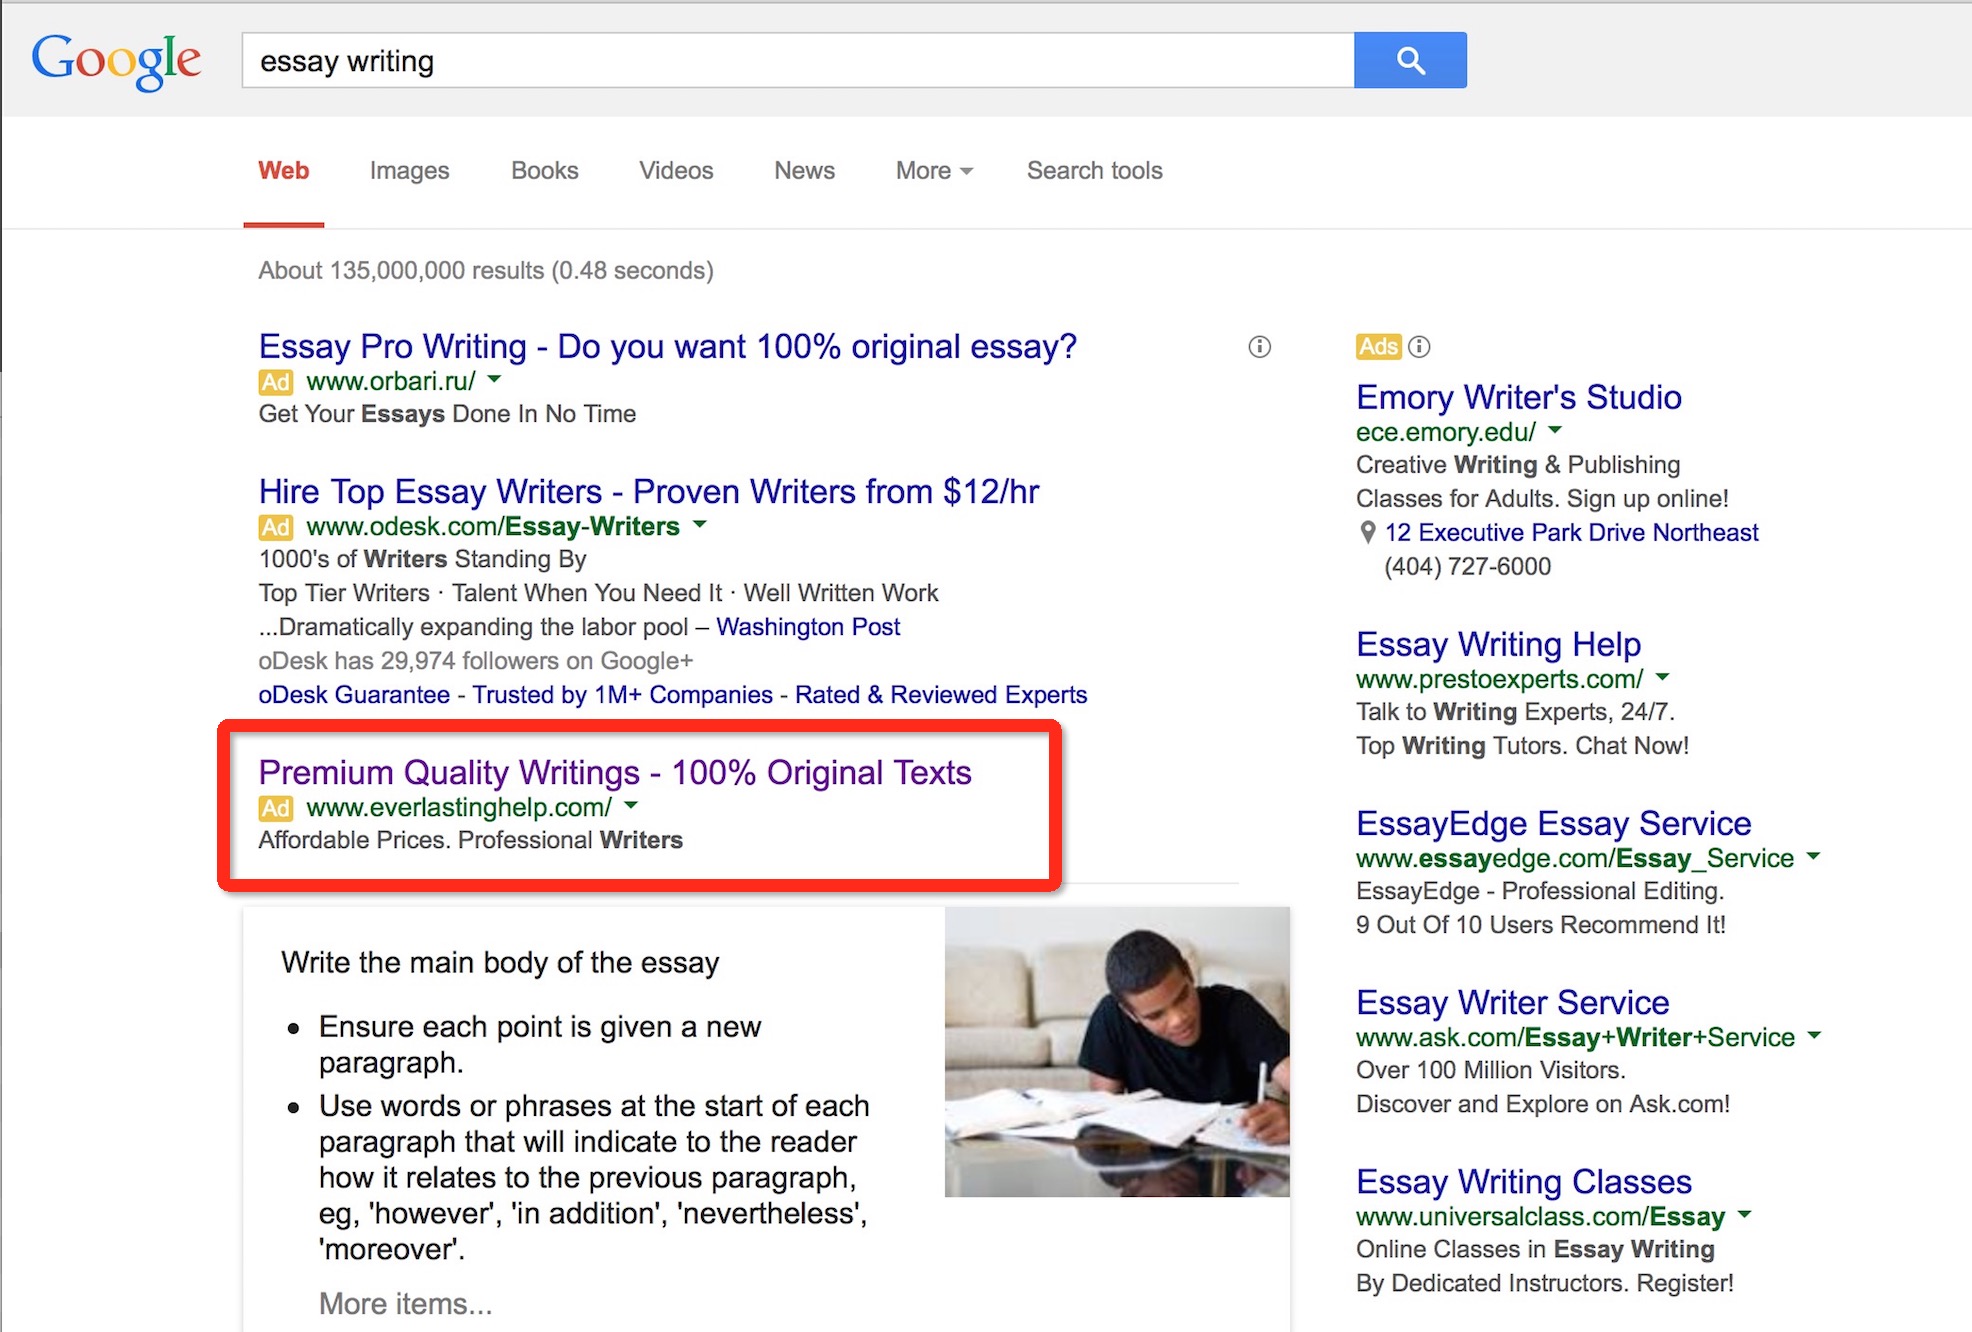 Google
essay writing
Web Images Books Videos News More Search tools
About 135,000,000 results (0.48 seconds)
Essay Pro Writing - Do you want 100% original essay?
Ad www.orbari.ru/
Get Your Essays Done In No Time
Hire Top Essay Writers - Proven Writers from $12/hr
Ad www.odesk.com/Essay-Writers
1000's of Writers Standing By
Top Tier Writers · Talent When You Need It · Well Written Work
...Dramatically expanding the labor pool – Washington Post
oDesk has 29,974 followers on Google+
oDesk Guarantee - Trusted by 1M+ Companies - Rated & Reviewed Experts
Premium Quality Writings - 100% Original Texts
Ad www.everlastinghelp.com/
Affordable Prices. Professional Writers
Write the main body of the essay
• Ensure each point is given a new
paragraph.
• Use words or phrases at the start of each
paragraph that will indicate to the reader
how it relates to the previous paragraph,
eg, 'however', 'in addition', 'nevertheless',
'moreover'.
More items...
Ads
Emory Writer's Studio
ece.emory.edu/
Creative Writing & Publishing
Classes for Adults. Sign up online!
12 Executive Park Drive Northeast
(404) 727-6000
Essay Writing Help
www.prestoexperts.com/
Talk to Writing Experts, 24/7.
Top Writing Tutors. Chat Now!
EssayEdge Essay Service
www.essayedge.com/Essay_Service
EssayEdge - Professional Editing.
9 Out Of 10 Users Recommend It!
Essay Writer Service
www.ask.com/Essay+Writer+Service
Over 100 Million Visitors.
Discover and Explore on Ask.com!
Essay Writing Classes
www.universalclass.com/Essay
Online Classes in Essay Writing
By Dedicated Instructors. Register!